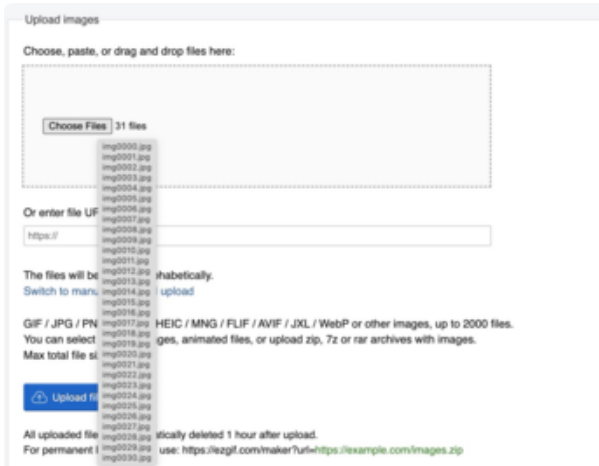 Upload images
Choose, paste, or drag and drop files here:
Choose Files 31 files
img0000.jpg
img0001.jpg
img0002.jpg
img0003.jpg
img0004.jpg
img0005.jpg
img0006.jpg
img0007.jpg
img0008.jpg
img0009.jpg
img0010.jpg
img0011.jpg
img0012.jpg
img0013.jpg
img0014.jpg
img0015.jpg
img0016.jpg
img0017.jpg
img0018.jpg
img0019.jpg
img0020.jpg
img0021.jpg
img0022.jpg
img0023.jpg
img0024.jpg
img0025.jpg
img0026.jpg
img0027.jpg
img0028.jpg
img0029.jpg
img0030.jpg
Or enter file UR
https://
The files will be phabetically.
Switch to manu upload
GIF / JPG / PN HEIC / MNG / FLIF / AVIF / JXL / WebP or other images, up to 2000 files.
You can select ges, animated files, or upload zip, 7z or rar archives with images.
Max total file si
Upload fil
All uploaded file tically deleted 1 hour after upload.
For permanent l use: https://ezgif.com/maker?url=https://example.com/images.zip